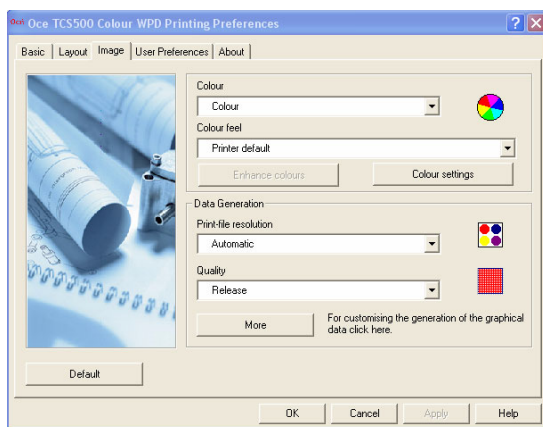 Océ Oce TCS500 Colour WPD Printing Preferences
Basic Layout Image User Preferences About
Colour
Colour
Colour feel
Printer default
Enhance colours Colour settings
Data Generation
Print-file resolution
Automatic
Quality
Release
More For customising the generation of the graphical
data click here.
Default
OK Cancel Apply Help